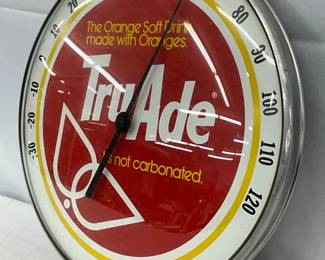 The Orange Soft Drink
made with Oranges.
TruAde®
is not carbonated.
-30
-20
-10
0
10
20
80
90
100
110
120